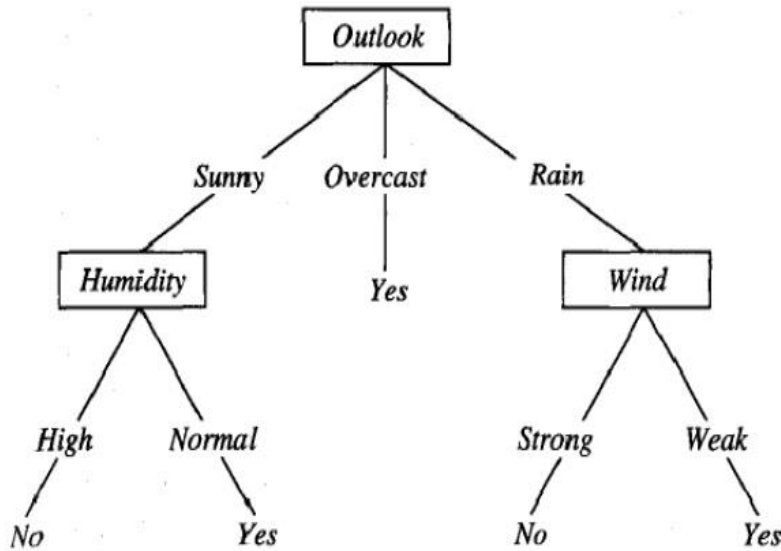 Outlook
Sunny Overcast Rain
Humidity Yes Wind
High Normal Strong Weak
No Yes No Yes